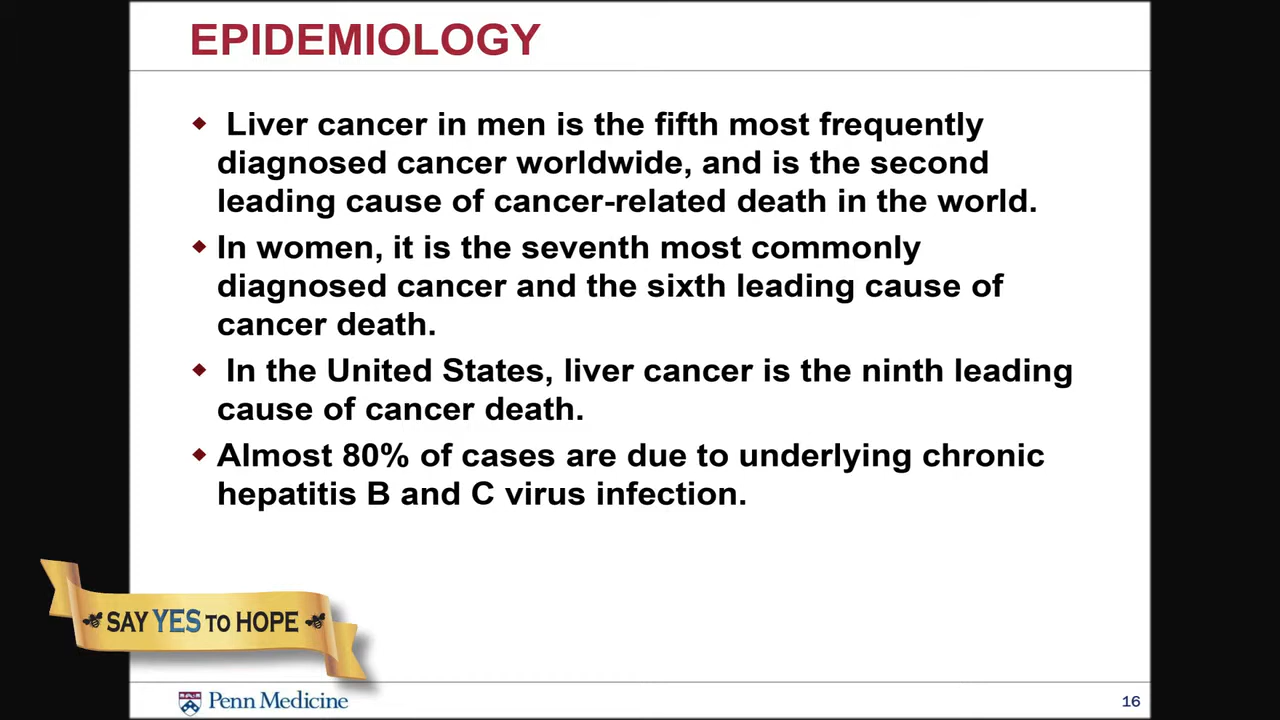 EPIDEMIOLOGY
Liver cancer in men is the fifth most frequently
diagnosed cancer worldwide, and is the second
leading cause of cancer-related death in the world.
In women, it is the seventh most commonly
diagnosed cancer and the sixth leading cause of
cancer death.
In the United States, liver cancer is the ninth leading
cause of cancer death.
Almost 80% of cases are due to underlying chronic
hepatitis B and C virus infection.
SAY YES TO HOPE
Penn Medicine
16